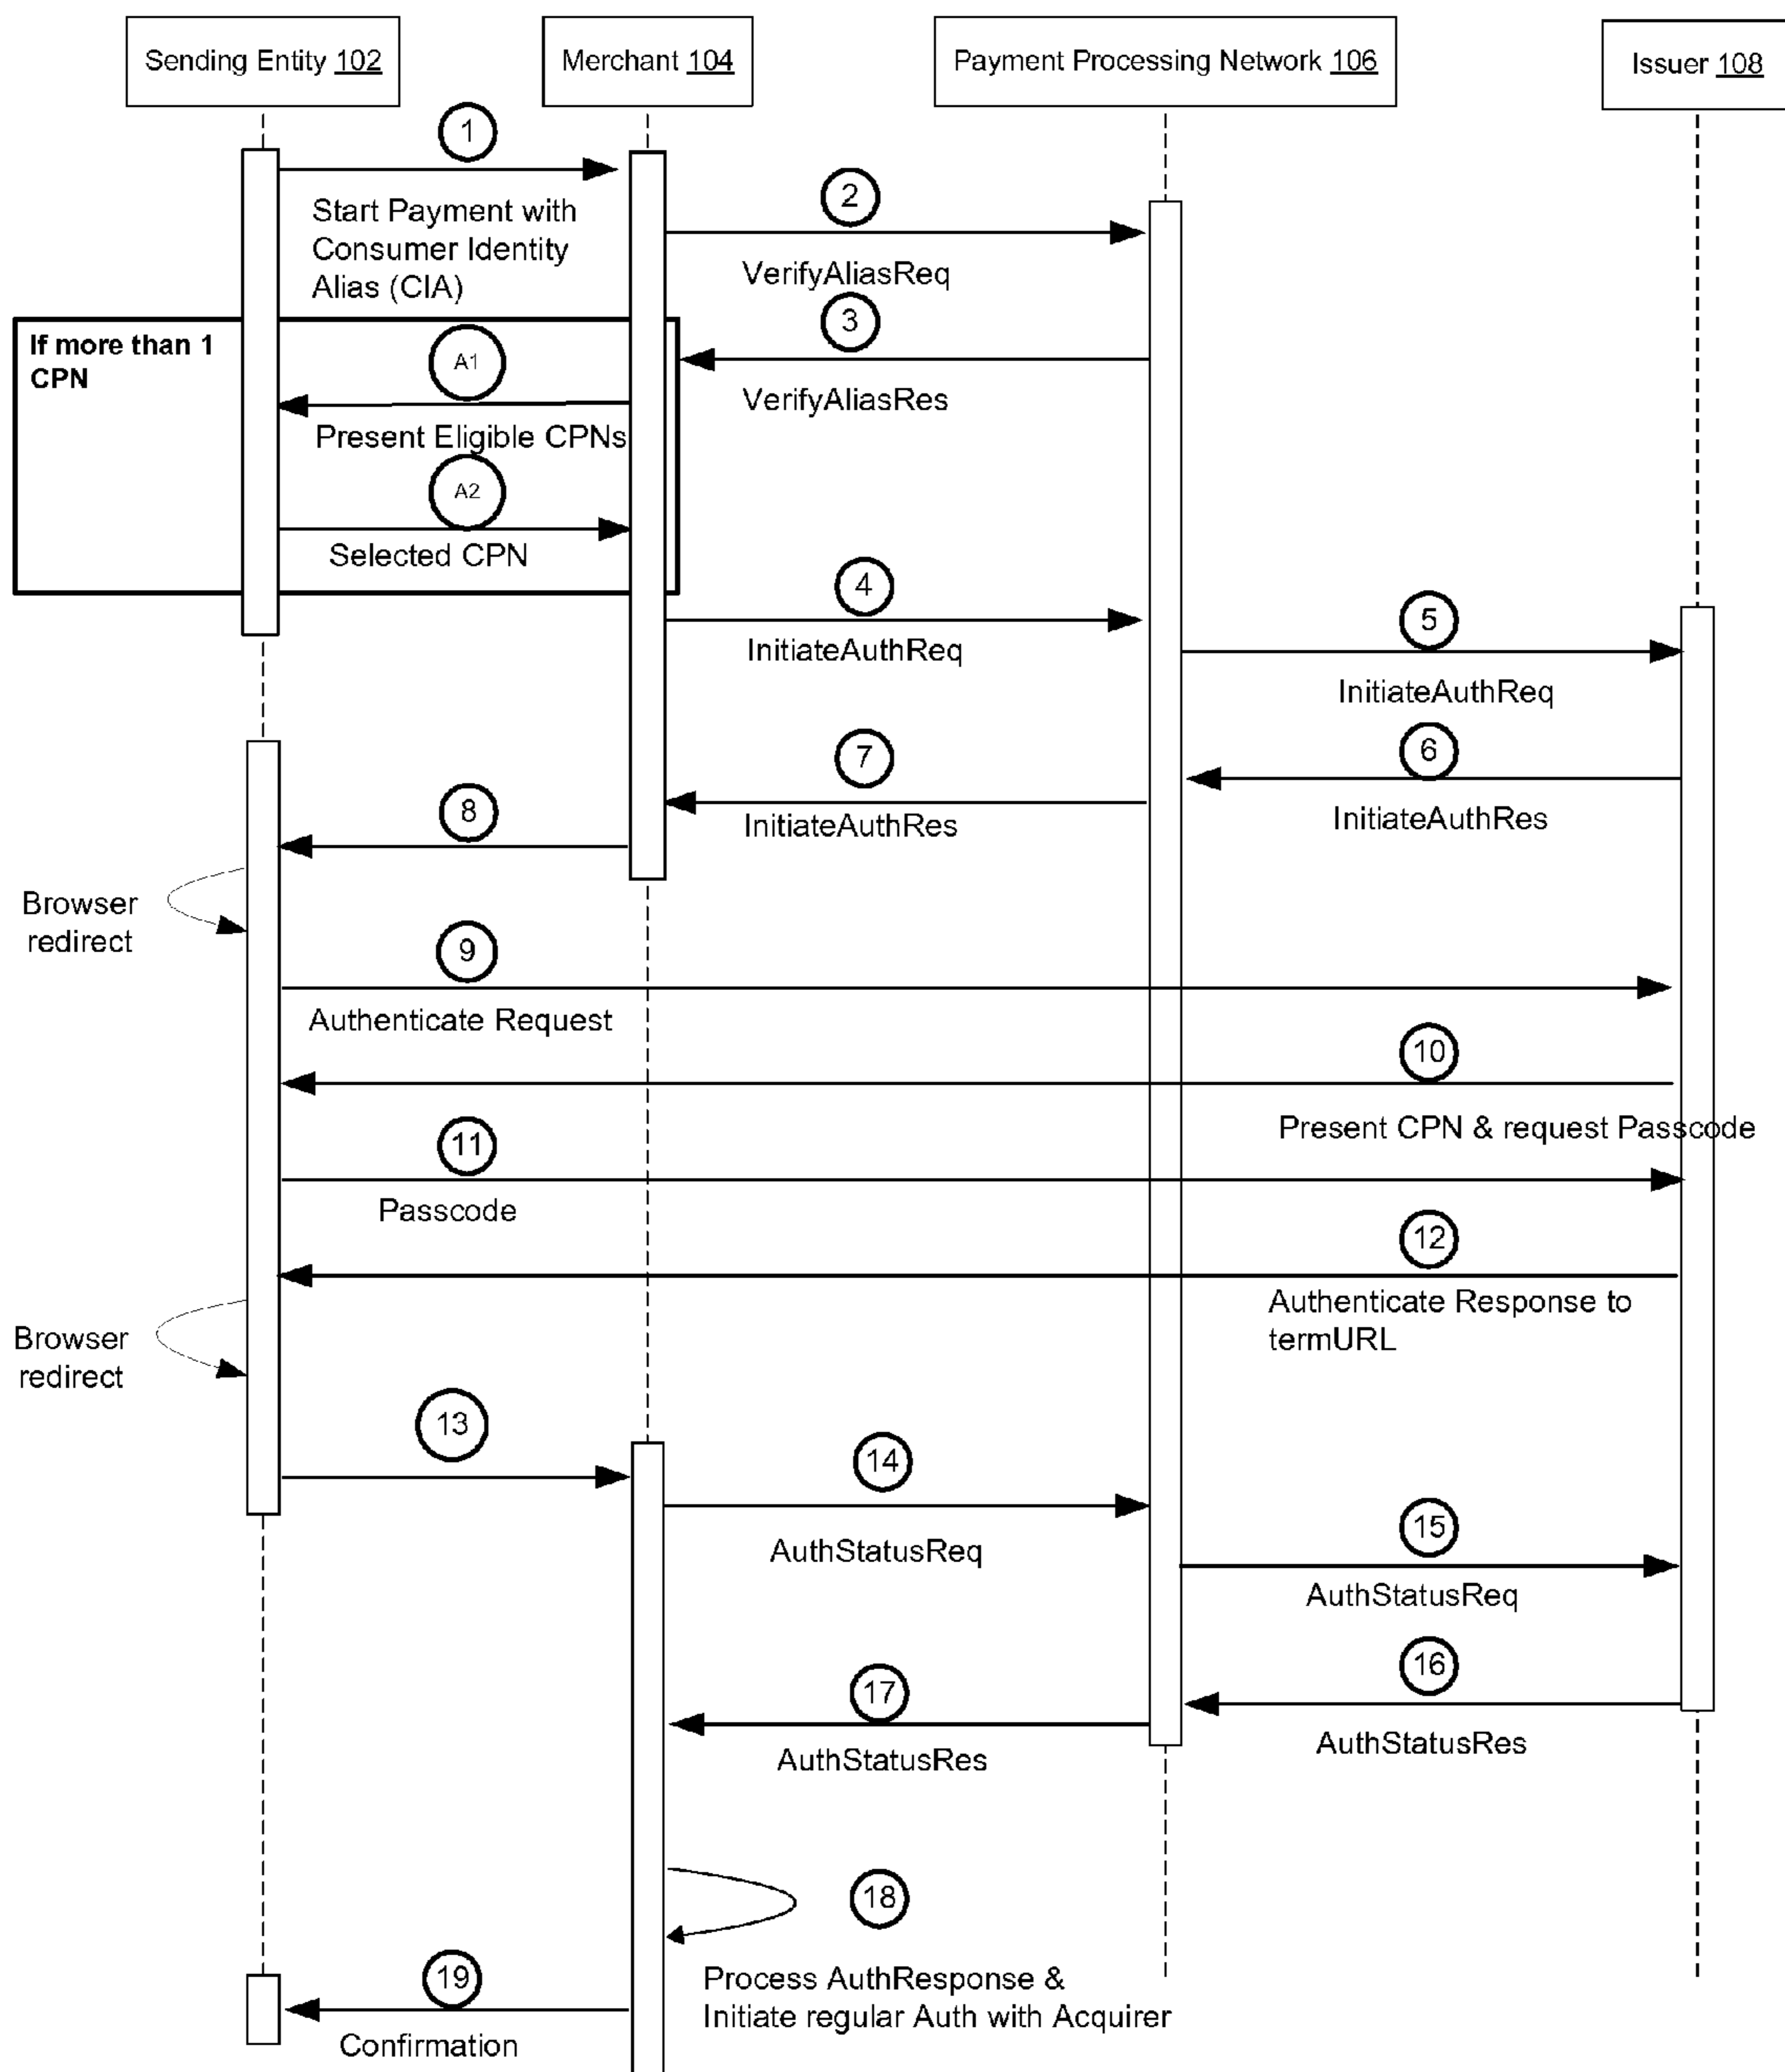 Sending Entity 102
Merchant 104
Payment Processing Network 106
Issuer 108
1
Start Payment with
Consumer Identity
Alias (CIA)
2
VerifyAliasReq
3
VerifyAliasRes
If more than 1
CPN
A1
Present Eligible CPNs
A2
Selected CPN
4
InitiateAuthReq
5
InitiateAuthReq
6
InitiateAuthRes
7
InitiateAuthRes
8
Browser
redirect
9
Authenticate Request
10
Present CPN & request Passcode
11
Passcode
12
Authenticate Response to
termURL
Browser
redirect
13
14
AuthStatusReq
15
AuthStatusReq
16
AuthStatusRes
17
AuthStatusRes
18
Process AuthResponse &
Initiate regular Auth with Acquirer
19
Confirmation